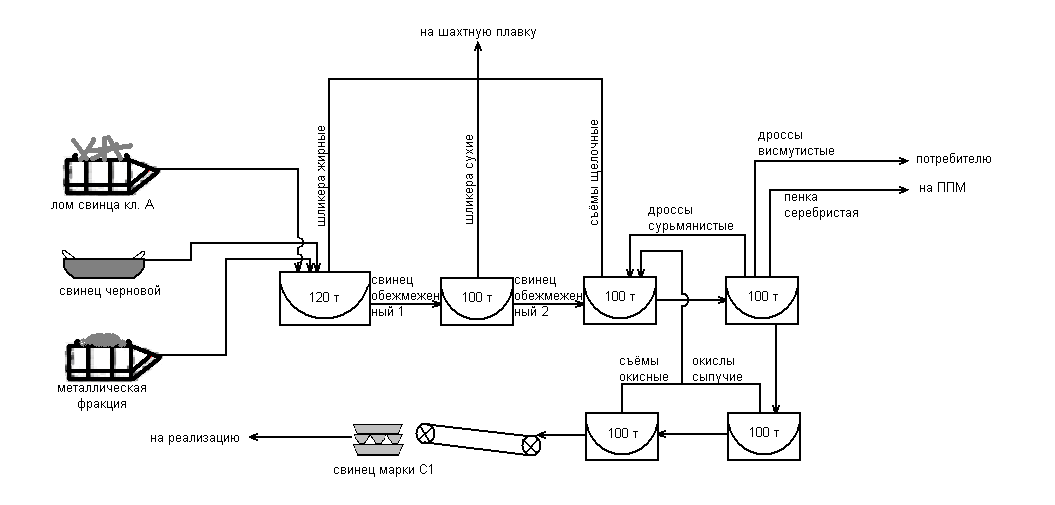 на шахтную плавку
шликера жирные
шликера сухие
съёмы щелочные
дроссы
висмутистые
потребителю
на ППМ
пенка
серебристая
дроссы
сурьмянистые
лом свинца кл. А
свинец черновой
металлическая
фракция
120 т
свинец
обежмежен
ный 1
100 т
свинец
обежмежен
ный 2
100 т
100 т
съёмы
окисные
окислы
сыпучие
100 т
100 т
на реализацию
свинец марки С1